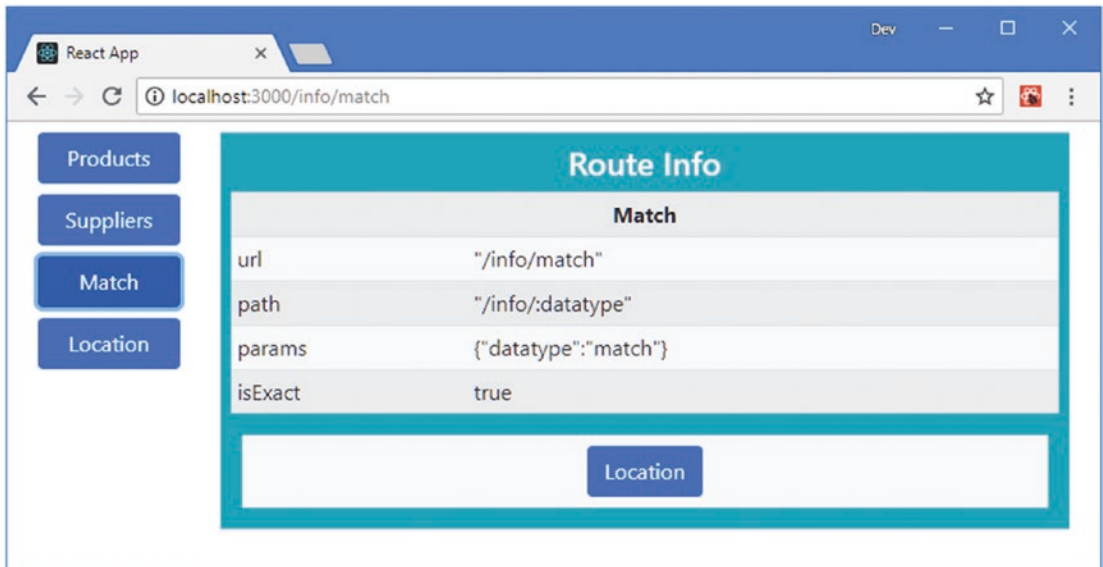 Dev
React App
localhost:3000/info/match
Products
Suppliers
Match
Location
Route Info
Match
url "/info/match"
path "/info/:datatype"
params {"datatype":"match"}
isExact true
Location